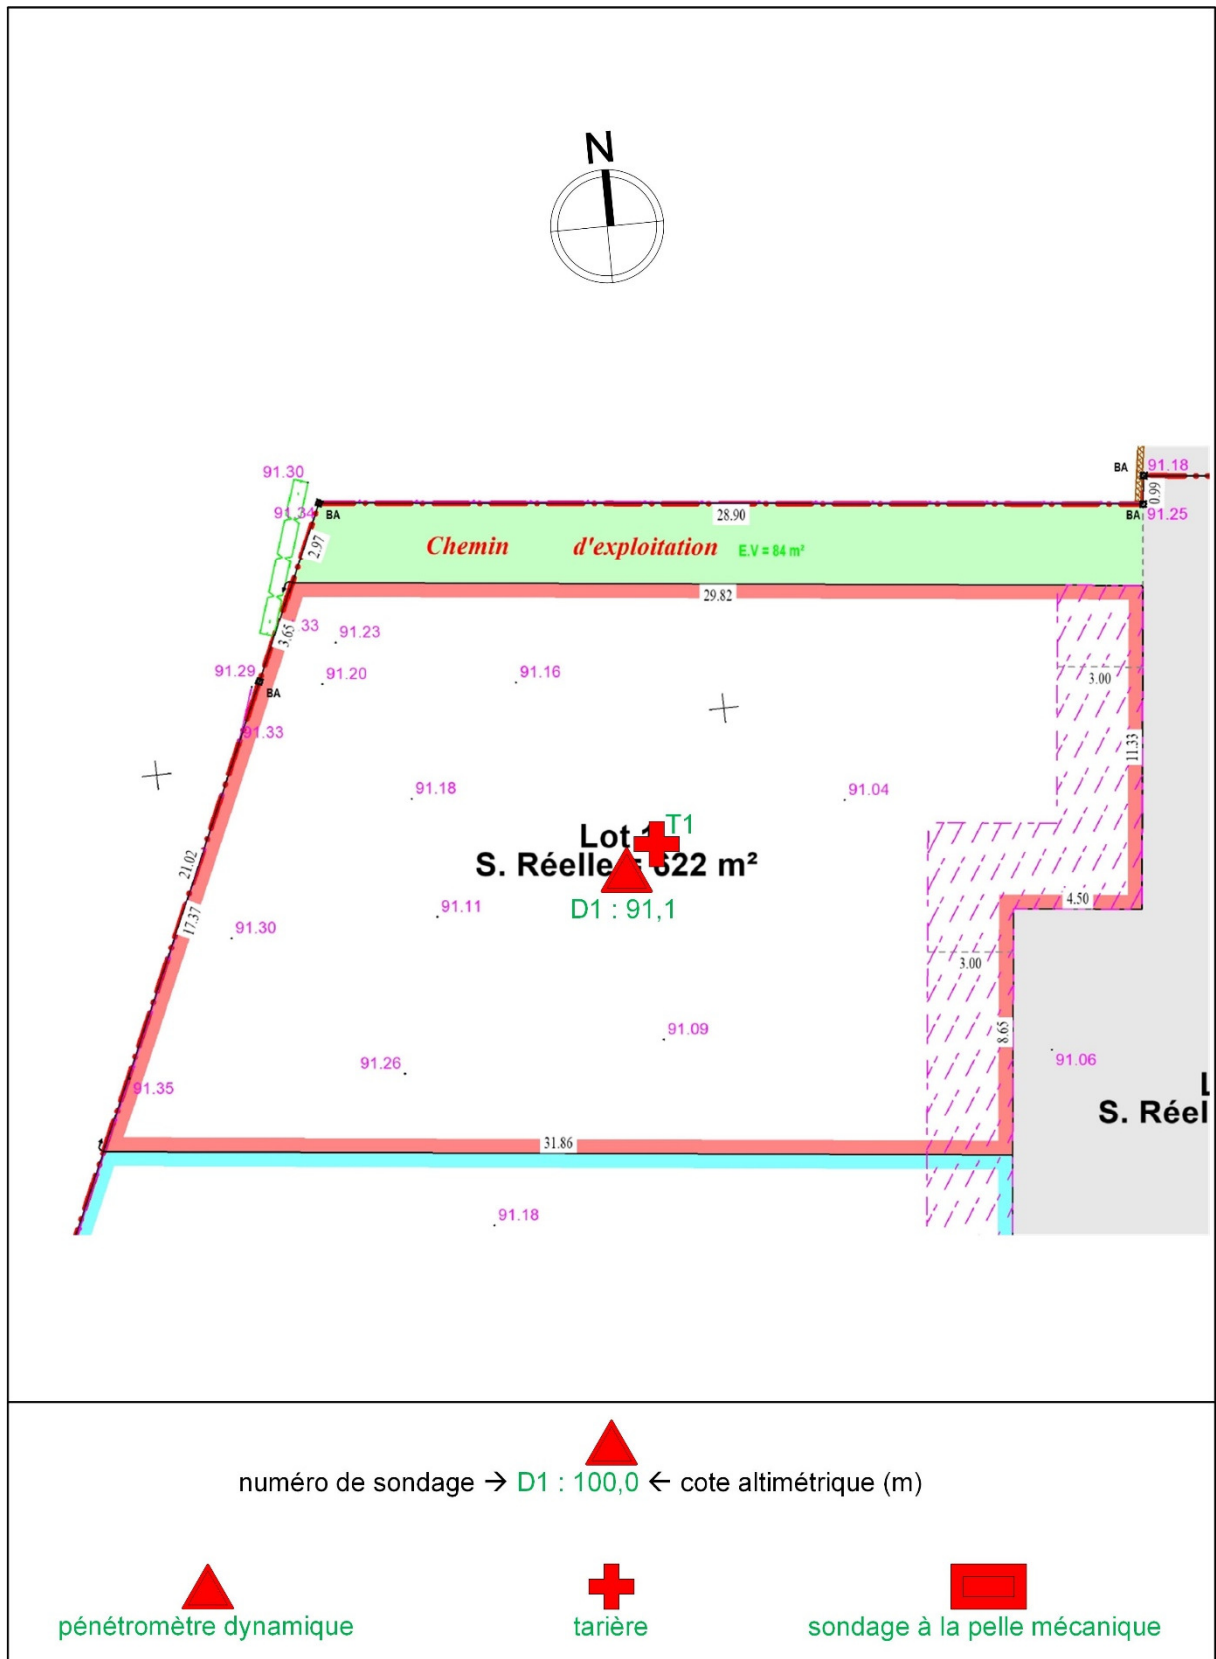 N
91.30
BA
91.18
91.34
BA
28.90
0.99
BA
91.25
2.97
Chemin d'exploitation E.V = 84 m²
29.82
3.65
33
91.23
91.29
91.20
91.16
3.00
BA
91.33
11.33
91.18
91.04
T1
Lot
S. Réelle 622 m²
21.02
4.50
D1 : 91,1
91.11
17.37
91.30
3.00
91.09
8.65
91.26
91.06
91.35
S. Réel
31.86
91.18
numéro de sondage → D1 : 100,0 ← cote altimétrique (m)
pénétromètre dynamique
tarière
sondage à la pelle mécanique